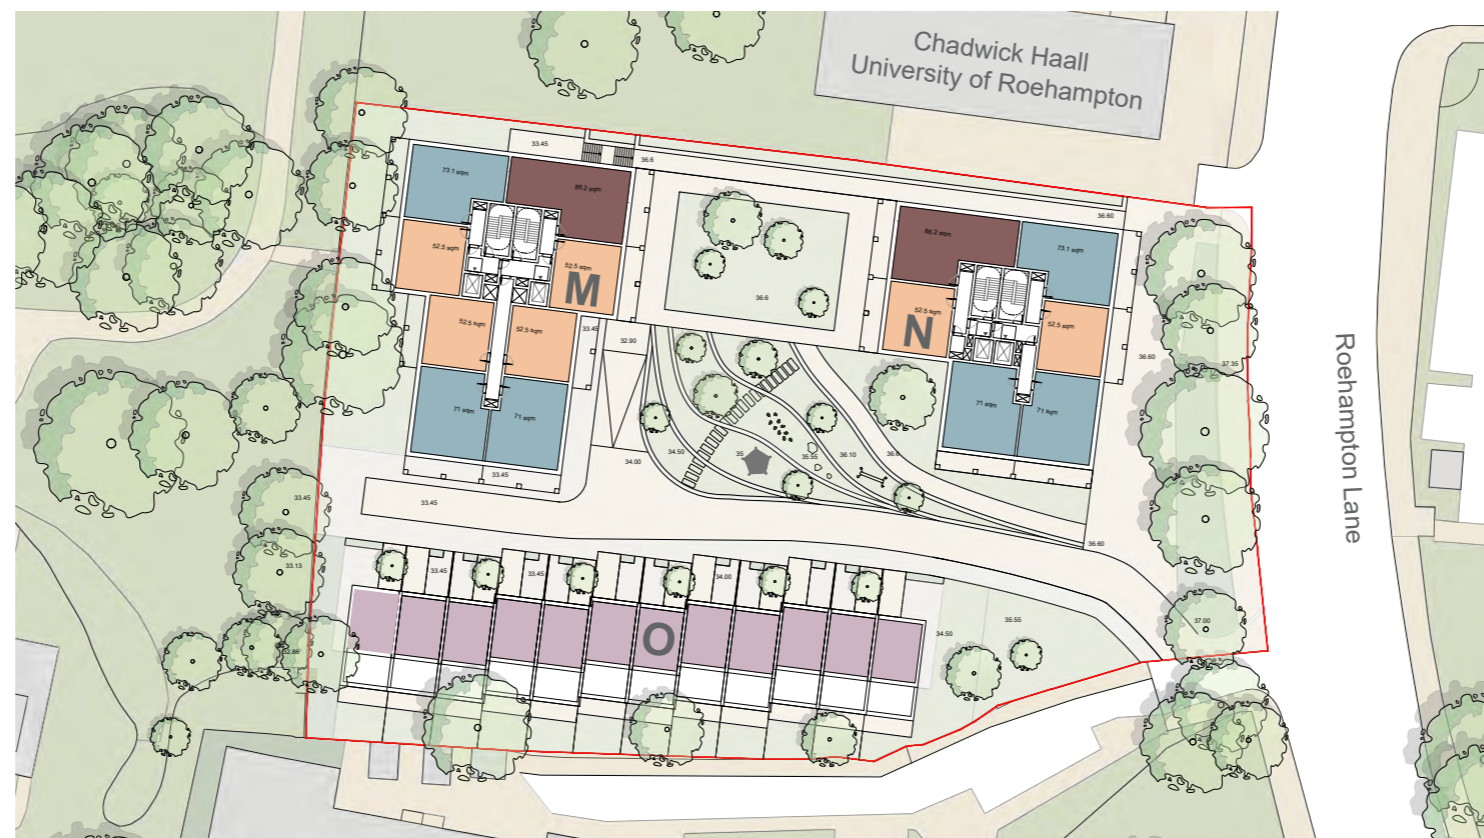 Chadwick Haall
University of Roehampton
33.45
36.6
73.1 sqm
86.2 sqm
36.60
86.2 sqm
73.1 sqm
52.5 sqm
52.5 sqm
M
36.6
52.5 sqm
N
52.5 sqm
52.5 sqm
52.5 sqm
33.45
32.90
36.60
37.35
Roehampton Lane
71 sqm
71 sqm
71 sqm
71 sqm
34.50
35
35.55
36.10
34.00
33.45
33.45
33.45
36.60
33.13
33.45
33.45
34.00
37.00
O
34.50
35.55